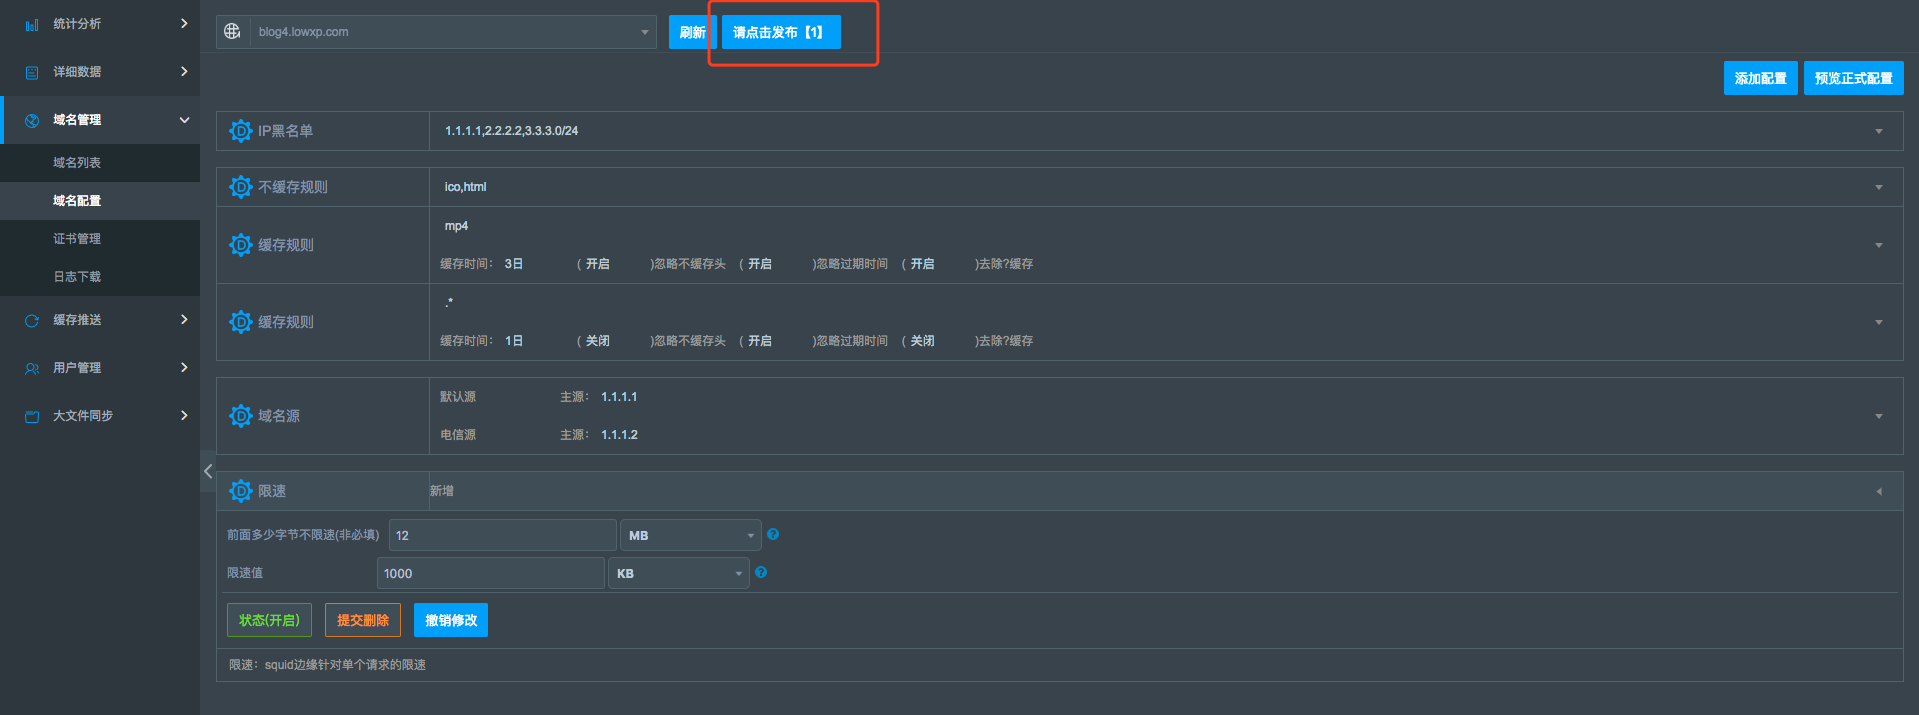 统计分析
详细数据
域名管理
域名列表
域名配置
证书管理
日志下载
缓存推送
用户管理
大文件同步
blog4.lowxp.com
刷新
请点击发布【1】
添加配置
预览正式配置
IP黑名单
1.1.1.1,2.2.2.2,3.3.3.0/24
不缓存规则
ico,html
缓存规则
mp4
缓存时间： 3日 ( 开启 )忽略不缓存头 ( 开启 )忽略过期时间 ( 开启 )去除?缓存
缓存规则
.*
缓存时间： 1日 ( 关闭 )忽略不缓存头 ( 开启 )忽略过期时间 ( 关闭 )去除?缓存
域名源
默认源 主源： 1.1.1.1
电信源 主源： 1.1.1.2
限速 新增
前面多少字节不限速(非必填) 12 MB
限速值 1000 KB
状态(开启) 提交删除 撤销修改
限速：squid边缘针对单个请求的限速